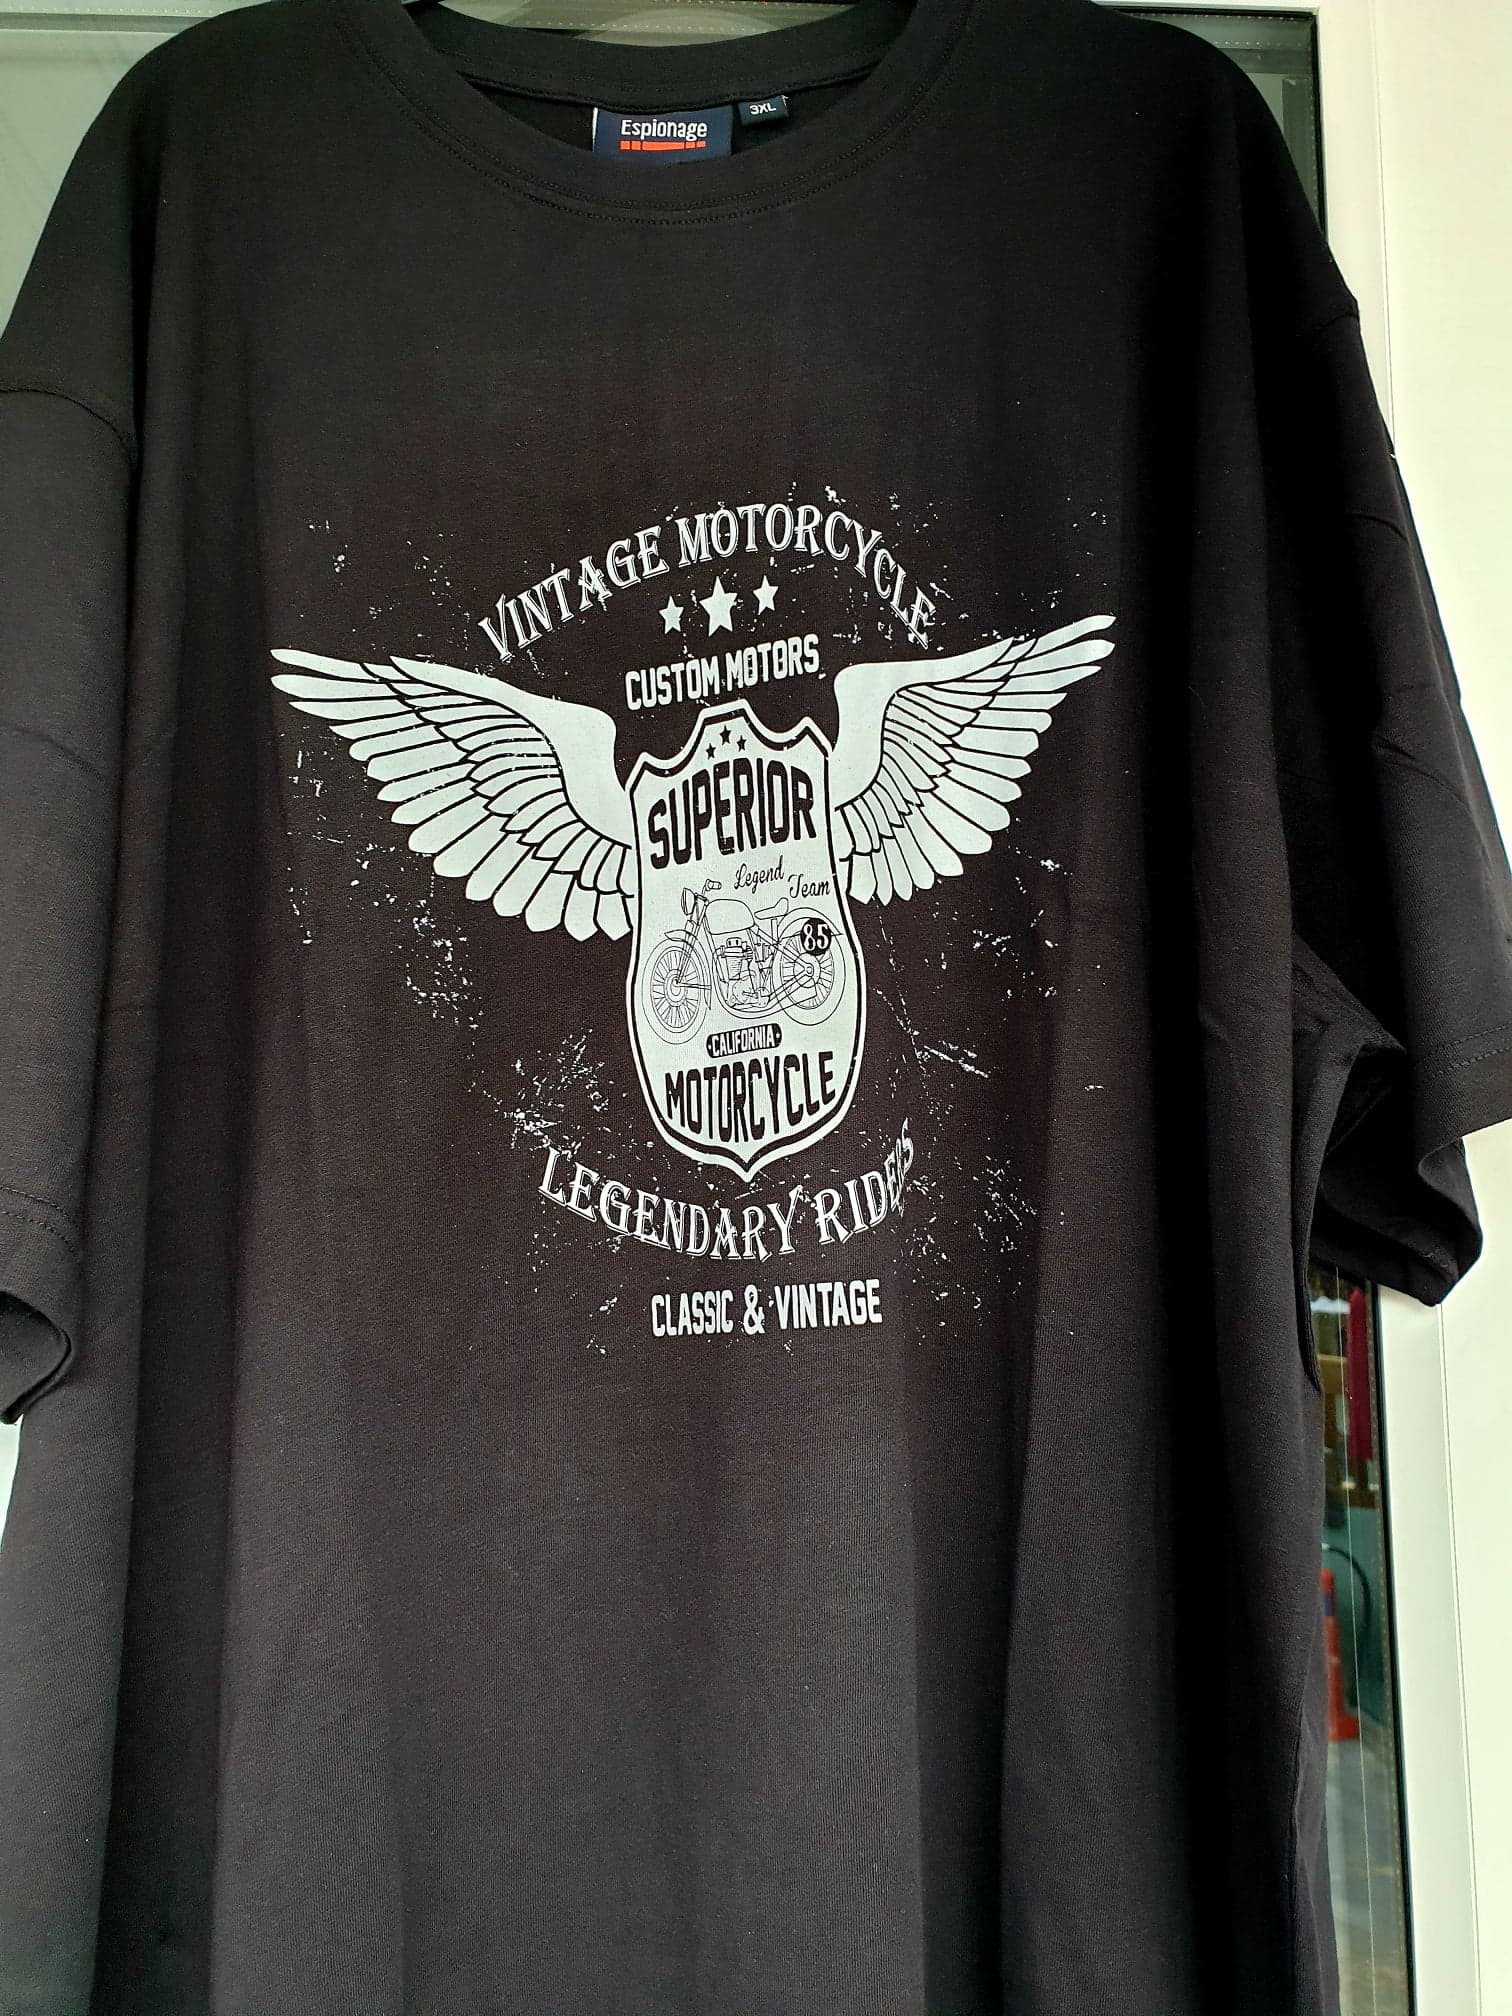 Espionage
3XL
VINTAGE MOTORCYCLE
CUSTOM MOTORS
SUPERIOR
Legend
Team
85
CALIFORNIA
MOTORCYCLE
LEGENDARY RIDERS
CLASSIC & VINTAGE